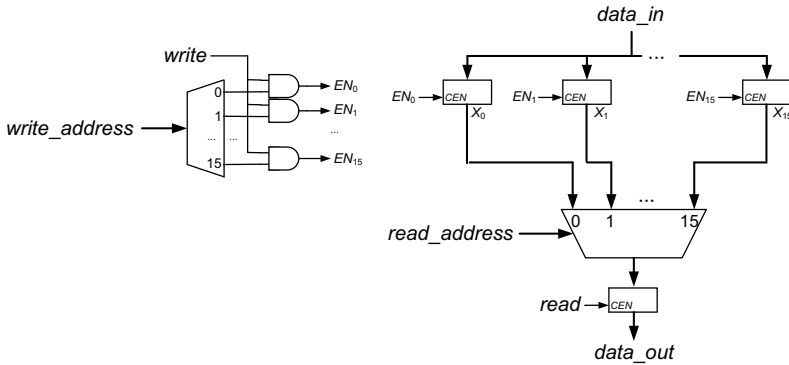 data_in
write
...
0
EN₀
EN₀
CEN
X₀
EN₁
CEN
X₁
EN₁₅
CEN
X₁₅
1
EN₁
write_address
...
...
...
15
EN₁₅
...
0
1
15
read_address
read
CEN
data_out